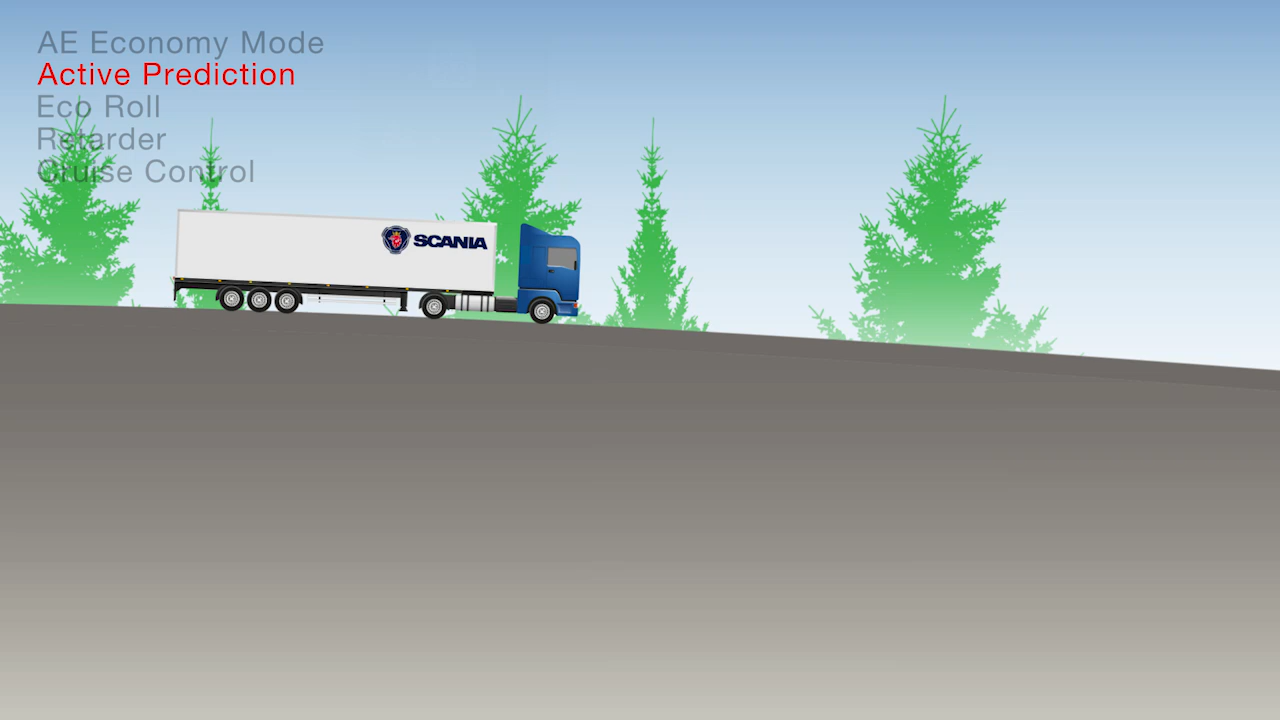 AE Economy Mode
Active Prediction
Eco Roll
Retarder
Cruise Control
SCANIA